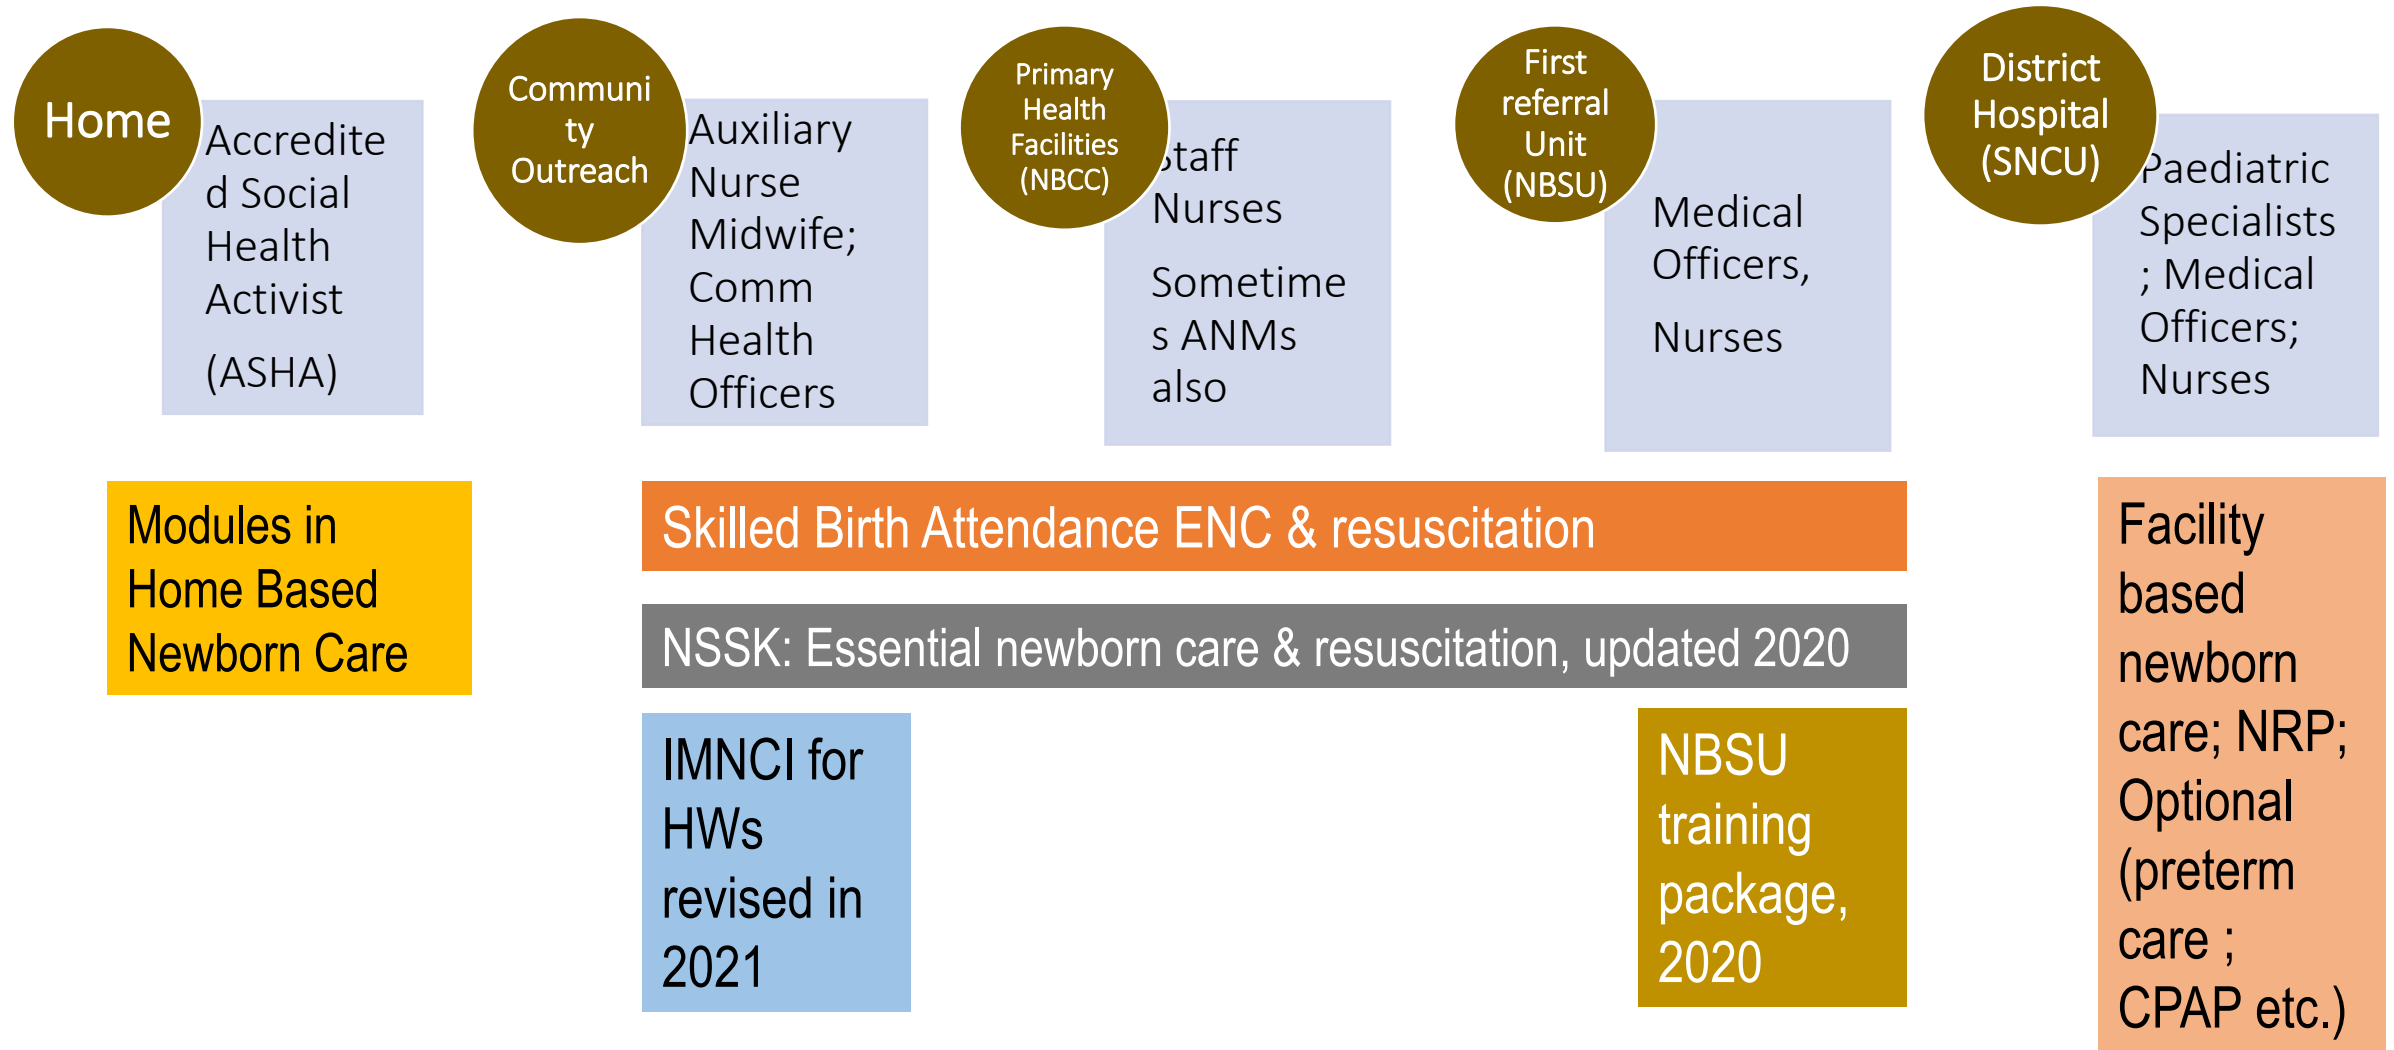 Home
Accredite
d Social
Health
Activist
(ASHA)
Communi
ty
Outreach
Auxiliary
Nurse
Midwife;
Comm
Health
Officers
Primary
Health
Facilities
(NBCC)
Staff
Nurses
Sometime
s ANMs
also
First
referral
Unit
(NBSU)
Medical
Officers,
Nurses
District
Hospital
(SNCU)
Paediatric
Specialists
; Medical
Officers;
Nurses
Modules in
Home Based
Newborn Care
Skilled Birth Attendance ENC & resuscitation
NSSK: Essential newborn care & resuscitation, updated 2020
IMNCI for
HWs
revised in
2021
NBSU
training
package,
2020
Facility
based
newborn
care; NRP;
Optional
(preterm
care ;
CPAP etc.)